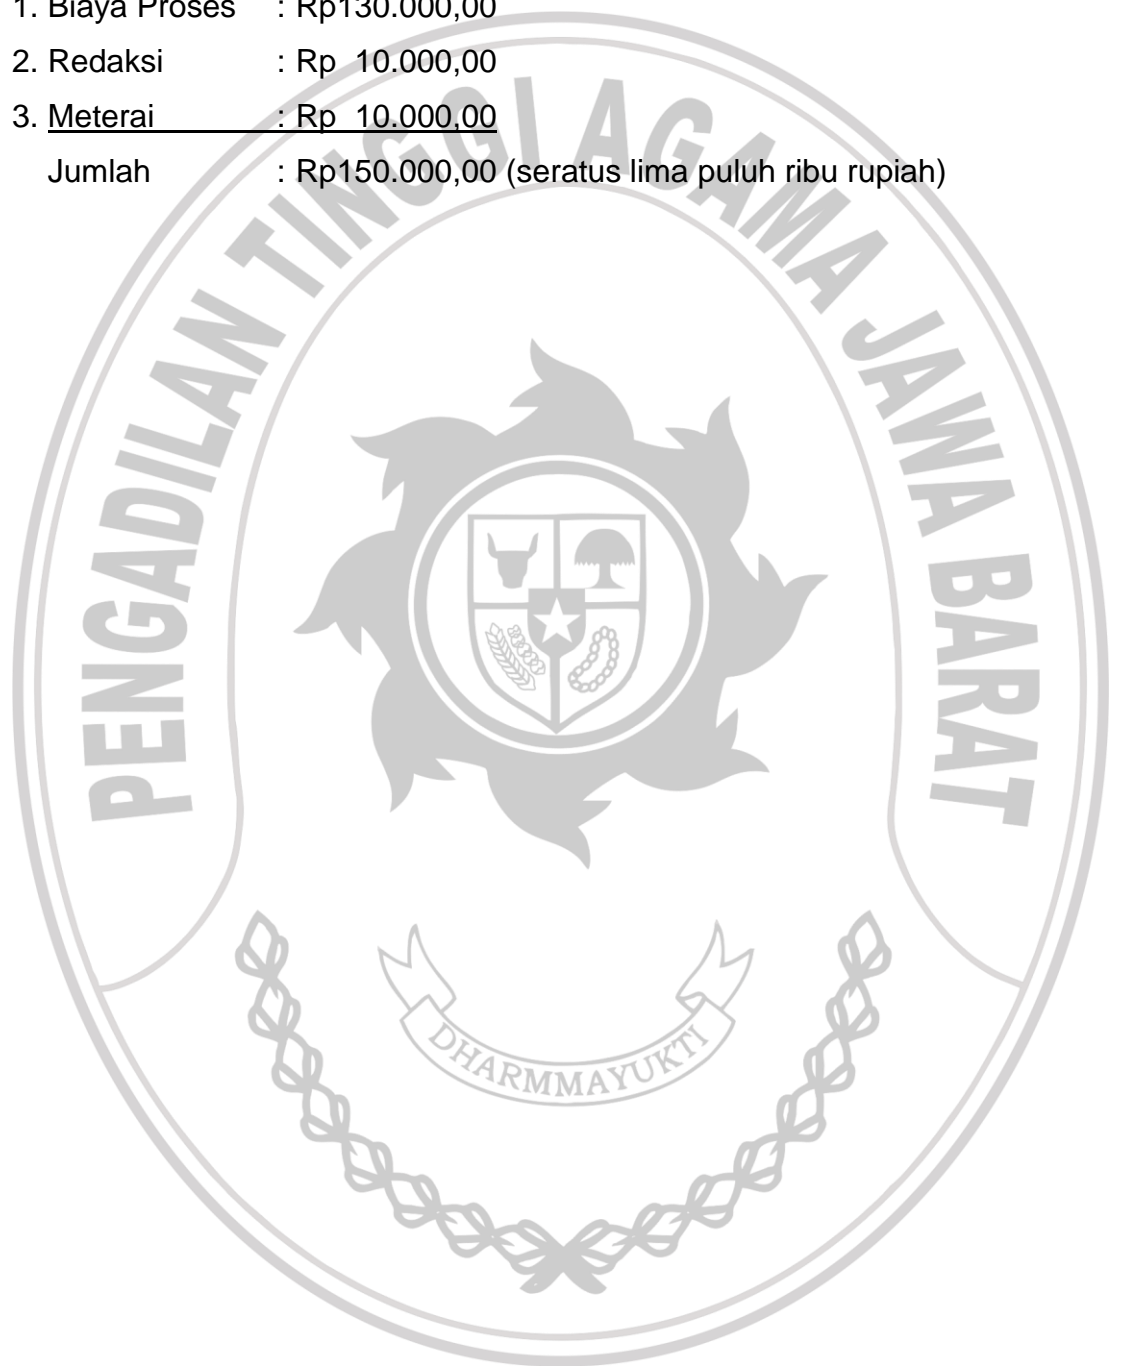 1. Biaya Proses : Rp130.000,00
2. Redaksi : Rp 10.000,00
3. Meterai : Rp 10.000,00
Jumlah : Rp150.000,00 (seratus lima puluh ribu rupiah)
PENGADILAN TINGGI AGAMA JAWA BARAT
DHARMMAYUKTI